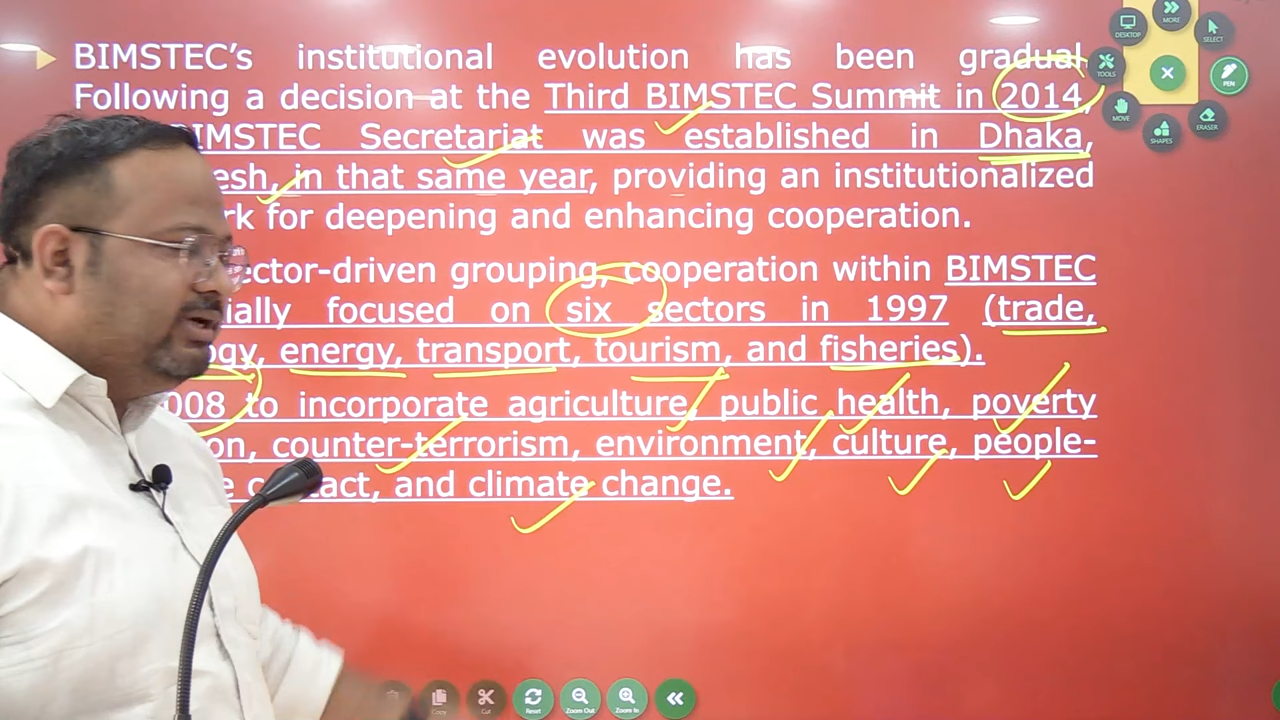 BIMSTEC’s institutional evolution has been gradual
Following a decision at the Third BIMSTEC Summit in 2014,
BIMSTEC Secretariat was established in Dhaka,
esh, in that same year, providing an institutionalized
rk for deepening and enhancing cooperation.
ector-driven grouping, cooperation within BIMSTEC
ially focused on six sectors in 1997 (trade,
ogy, energy, transport, tourism, and fisheries).
008 to incorporate agriculture, public health, poverty
on, counter-terrorism, environment, culture, people-
e contact, and climate change.
DESKTOP
MORE
SELECT
TOOLS
PEN
MOVE
SHAPES
ERASER
Copy
Cut
Reset
Zoom Out
Zoom In